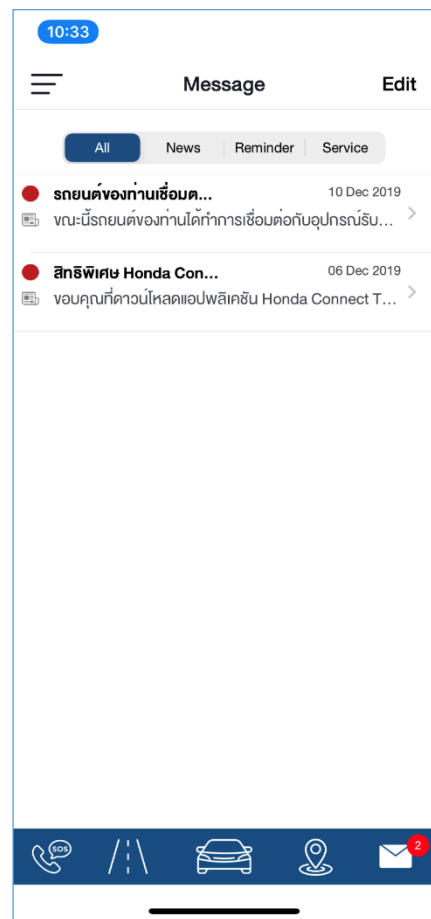 10:33
Message
Edit
All
News
Reminder
Service
รถยนต์ของท่านเชื่อมต...
10 Dec 2019
ขณะนี้รถยนต์ของท่านได้ทำการเชื่อมต่อกับอุปกรณ์รับ...
สิทธิพิเศษ Honda Con...
06 Dec 2019
ขอบคุณที่ดาวน์โหลดแอปพลิเคชัน Honda Connect T...
SOS
2